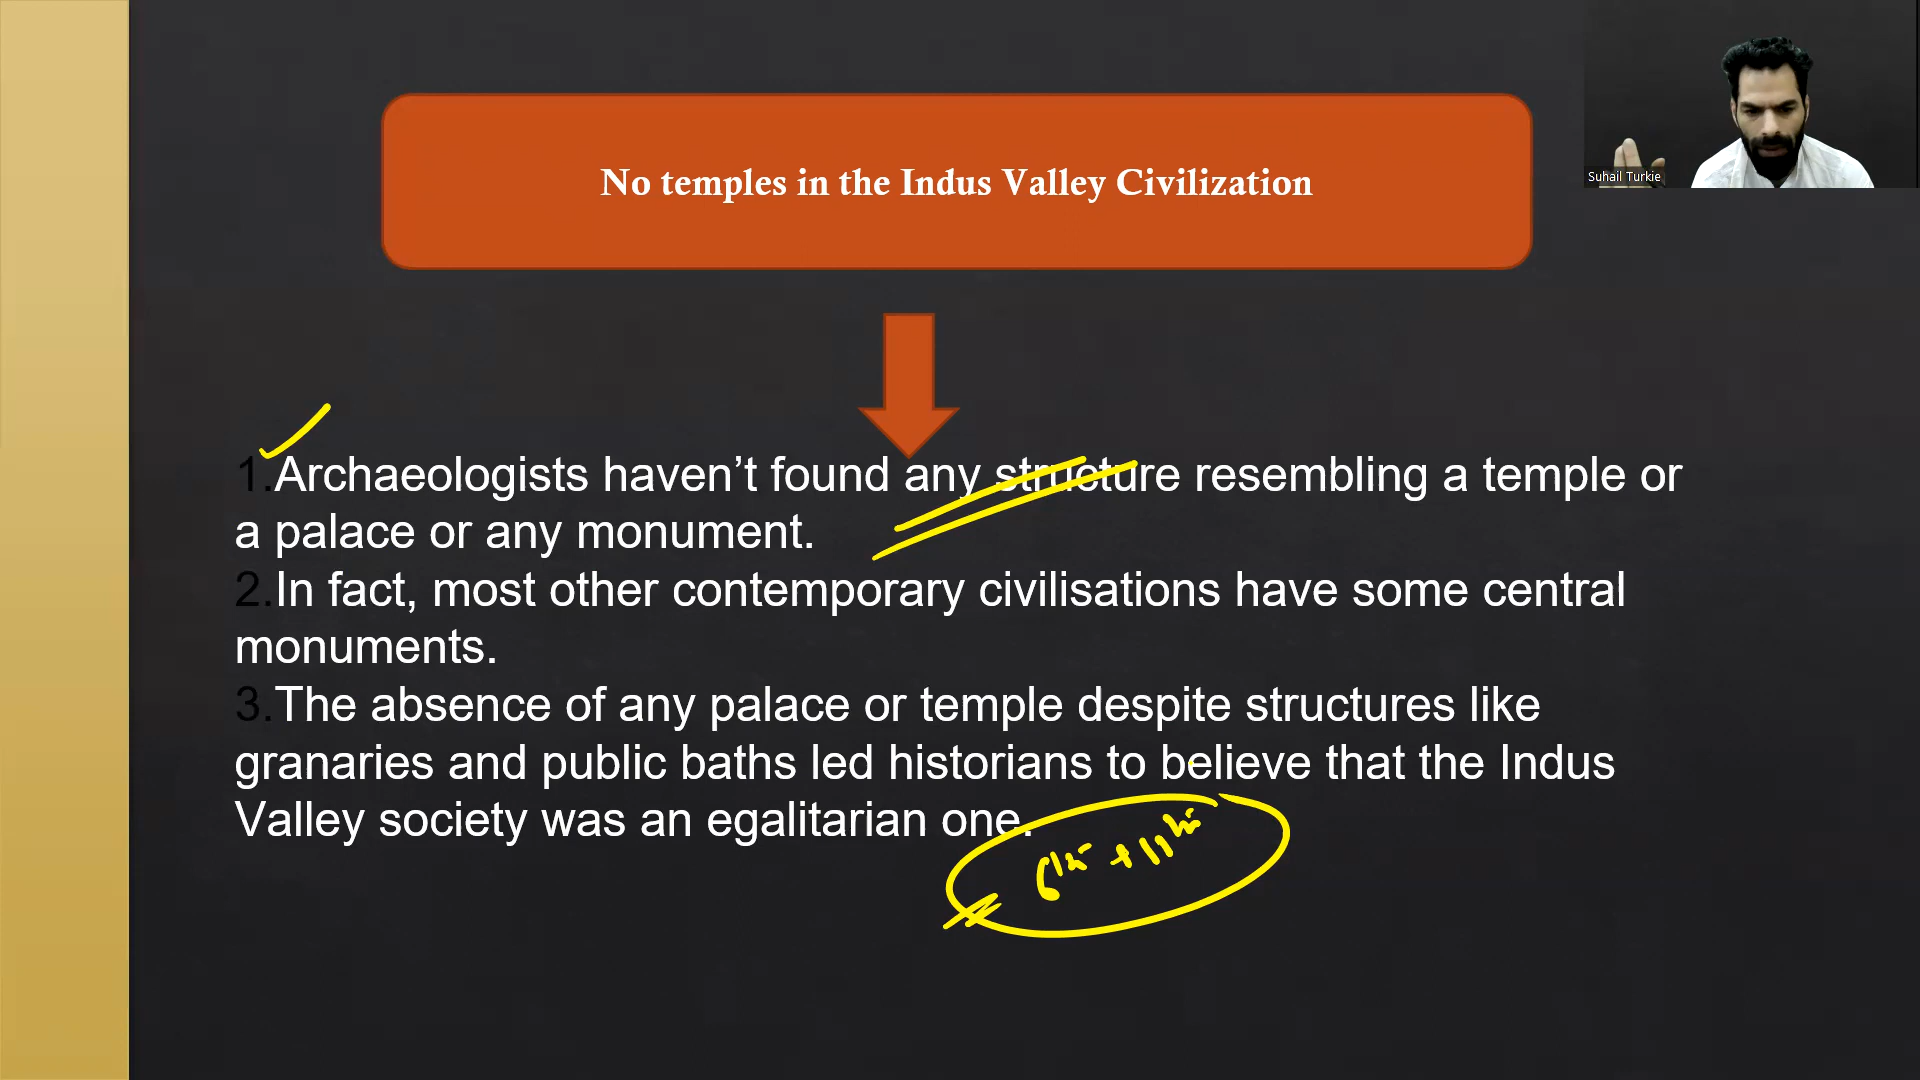 No temples in the Indus Valley Civilization
Suhail Turkie
1.Archaeologists haven’t found any structure resembling a temple or
a palace or any monument.
2.In fact, most other contemporary civilisations have some central
monuments.
3.The absence of any palace or temple despite structures like
granaries and public baths led historians to believe that the Indus
Valley society was an egalitarian one.
6th + 11th